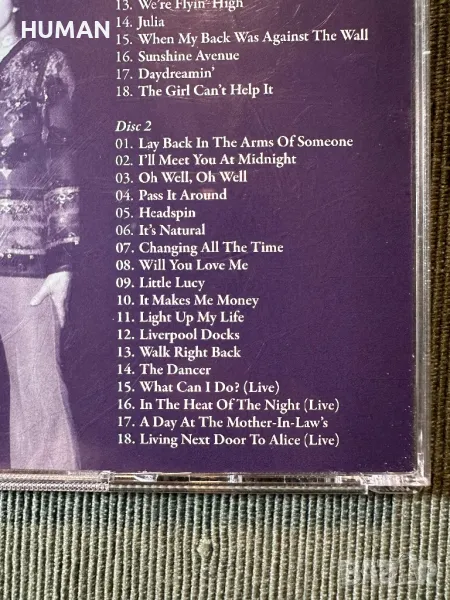 HUMAN
13. We're Flyin' High
14. Julia
15. When My Back Was Against The Wall
16. Sunshine Avenue
17. Daydreamin'
18. The Girl Can't Help It
Disc 2
01. Lay Back In The Arms Of Someone
02. I'll Meet You At Midnight
03. Oh Well, Oh Well
04. Pass It Around
05. Headspin
06. It's Natural
07. Changing All The Time
08. Will You Love Me
09. Little Lucy
10. It Makes Me Money
11. Light Up My Life
12. Liverpool Docks
13. Walk Right Back
14. The Dancer
15. What Can I Do? (Live)
16. In The Heat Of The Night (Live)
17. A Day At The Mother-In-Law's
18. Living Next Door To Alice (Live)